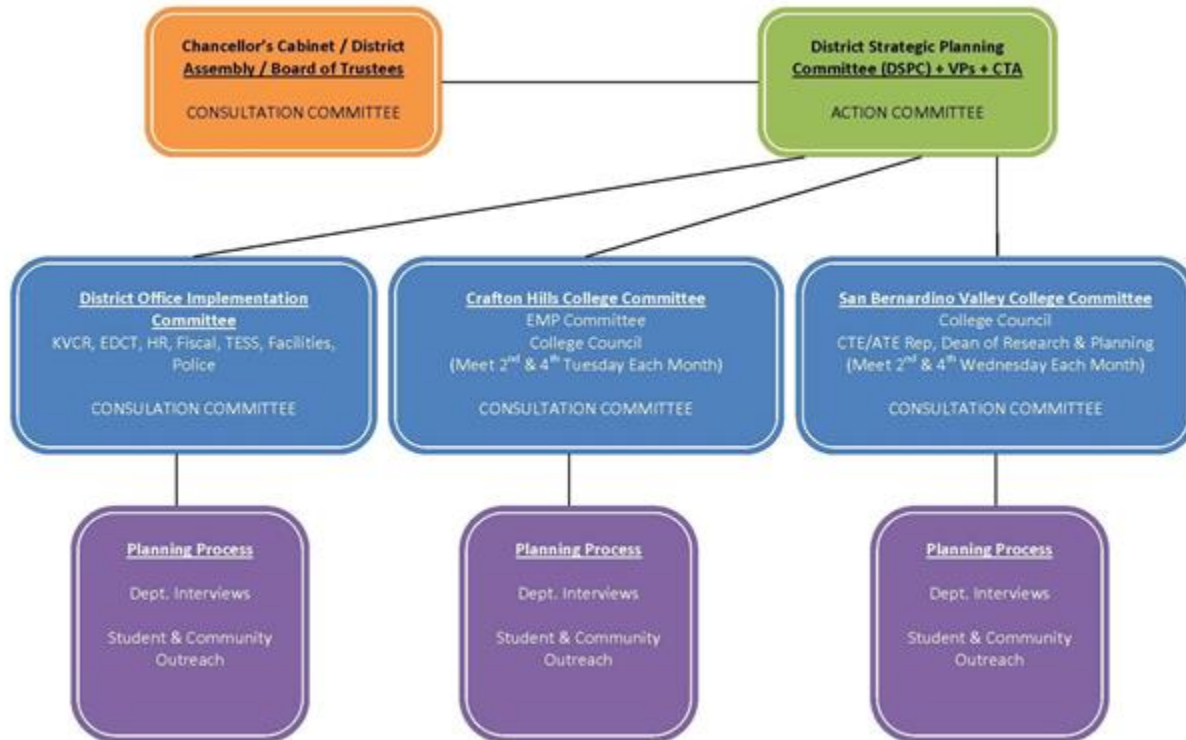 Chancellor's Cabinet / District
Assembly / Board of Trustees
CONSULTATION COMMITTEE
District Strategic Planning
Committee (DSPC) + VPs + CTA
ACTION COMMITTEE
District Office Implementation
Committee
KVCR, EDCT, HR, Fiscal, TESS, Facilities,
Police
CONSULATION COMMITTEE
Crafton Hills College Committee
EMP Committee
College Council
(Meet 2nd & 4th Tuesday Each Month)
CONSULTATION COMMITTEE
San Bernardino Valley College Committee
College Council
CTE/ATE Rep, Dean of Research & Planning
(Meet 2nd & 4th Wednesday Each Month)
CONSULTATION COMMITTEE
Planning Process
Dept. Interviews
Student & Community
Outreach
Planning Process
Dept. Interviews
Student & Community
Outreach
Planning Process
Dept. Interviews
Student & Community
Outreach